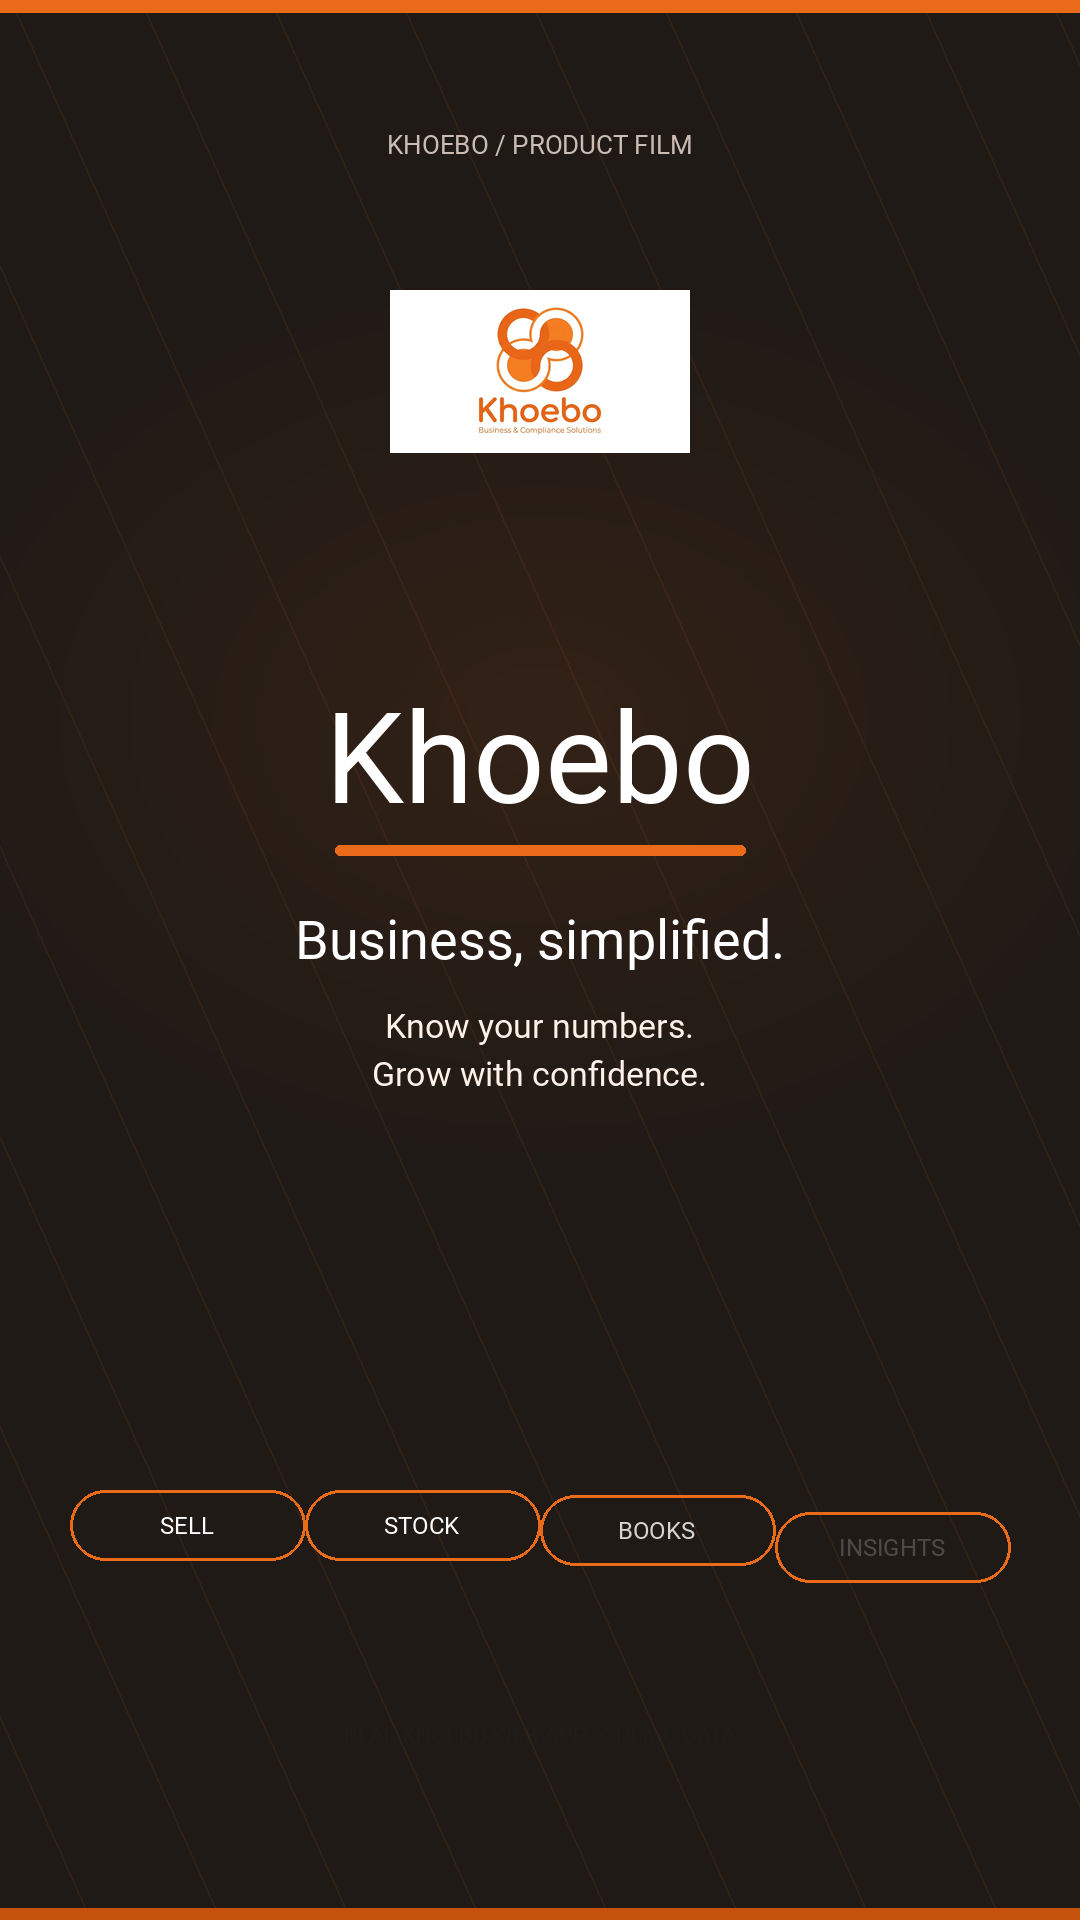 KHOEBO / PRODUCT FILM
Khoebo
Business & Compliance Solutions
Khoebo
Business, simplified.
Know your numbers.
Grow with confidence.
SELL
STOCK
BOOKS
INSIGHTS